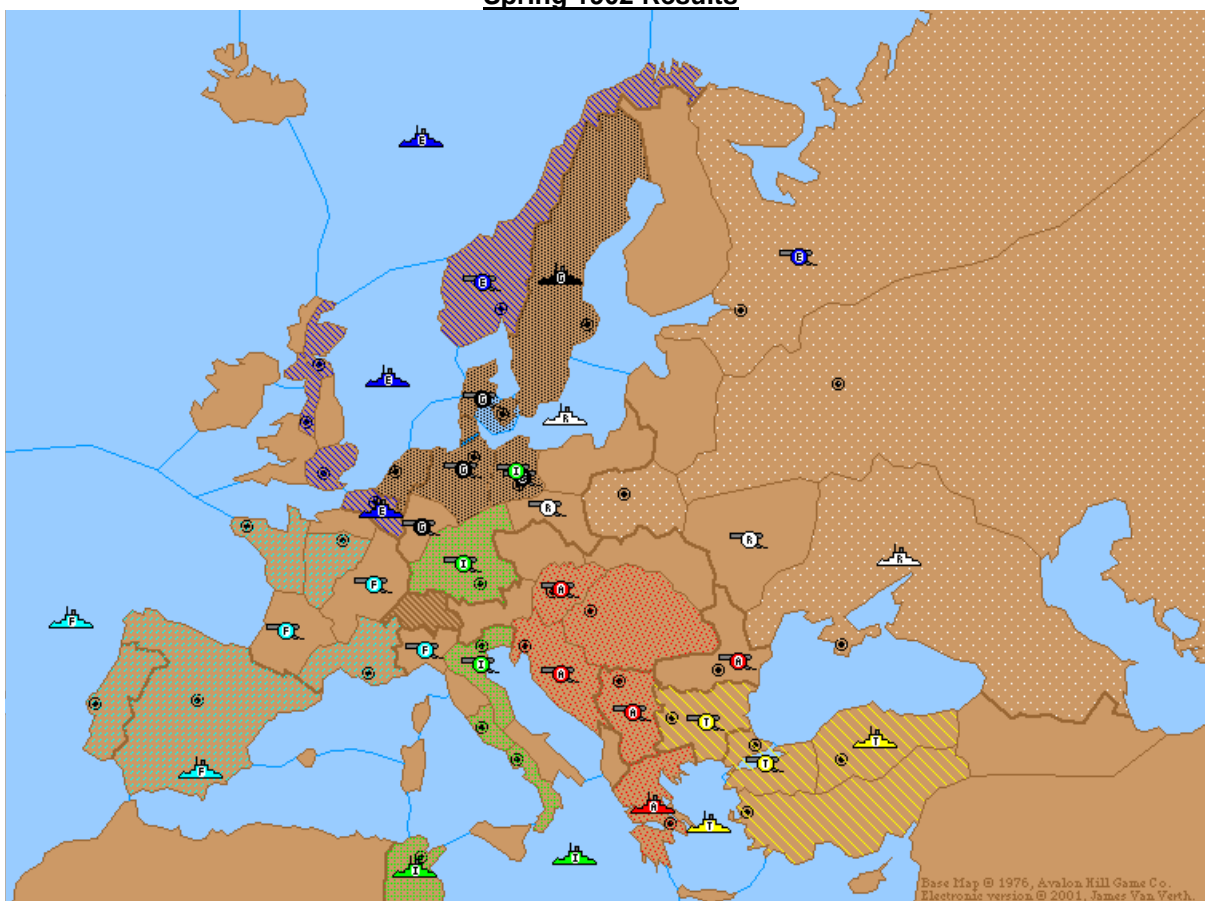 Spring 1902 Results
E
E
E
G
E
G
R
G
I
G
E
R
G
R
R
I
F
A
F
F
F
I
A
A
A
T
T
T
F
A
T
I
I
Base Map © 1976, Avalon Hill Game Co.
Electronic version © 2001, James Van Verth.